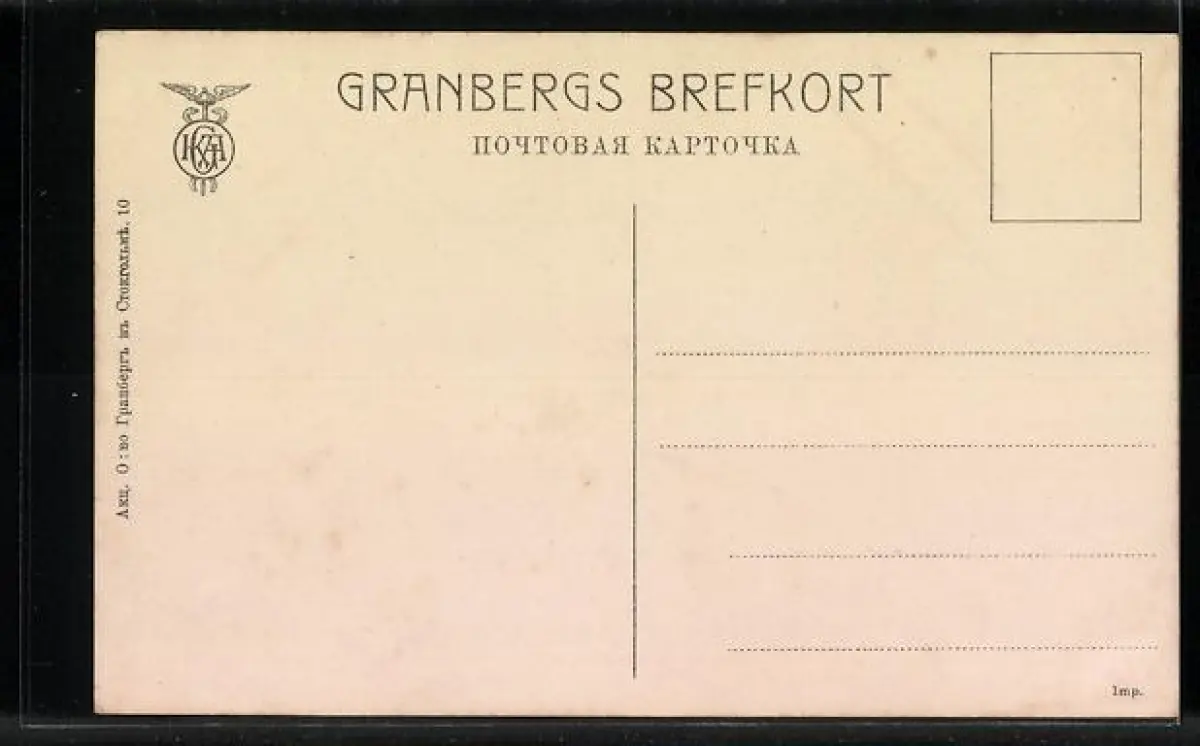 GRANBERGS BREFKORT
ПОЧТОВАЯ КАРТОЧКА
Акц. О:во Гранбергъ въ Стокгольмѣ. 10
Imp.